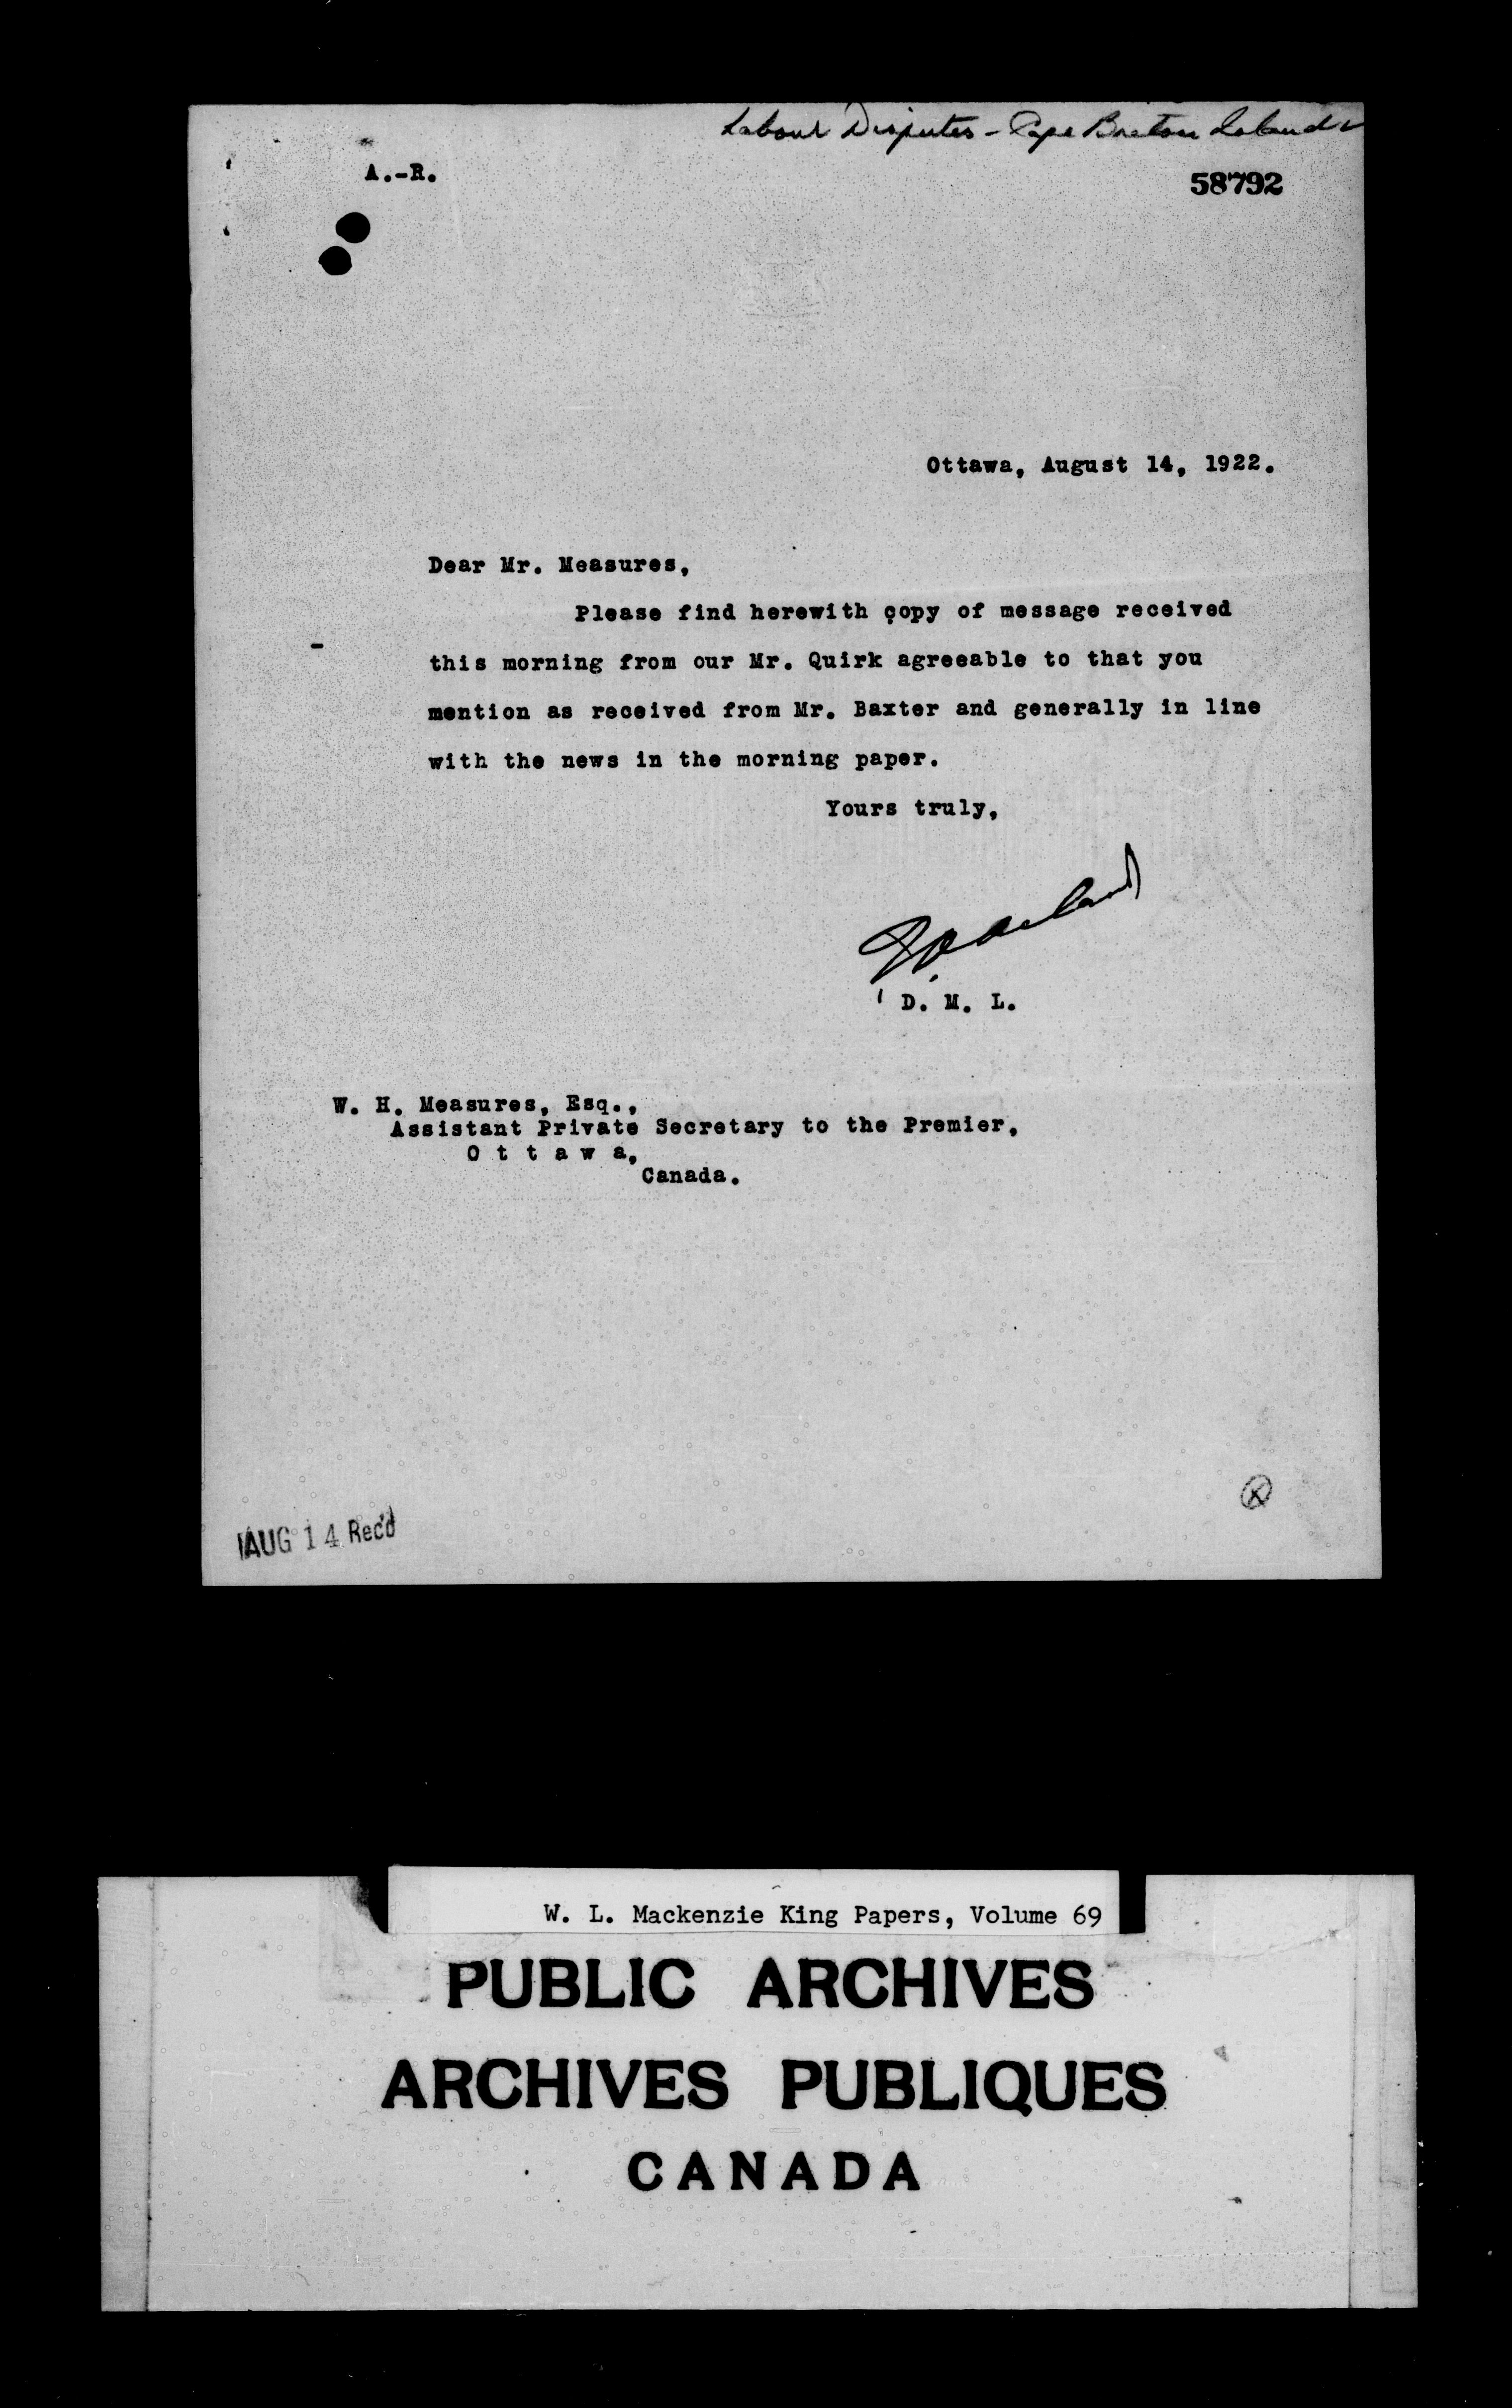 Labour Disputes - Cape Breton Island
A.-R.
58792
Ottawa, August 14, 1922.
Dear Mr. Measures,
Please find herewith copy of message received
this morning from our Mr. Quirk agreeable to that you
mention as received from Mr. Baxter and generally in line
with the news in the morning paper.
Yours truly,
D. M. L.
W. H. Measures, Esq.,
Assistant Private Secretary to the Premier,
O t t a w a,
Canada.
AUG 14 Rec'd
W. L. Mackenzie King Papers, Volume 69
PUBLIC ARCHIVES
ARCHIVES PUBLIQUES
CANADA